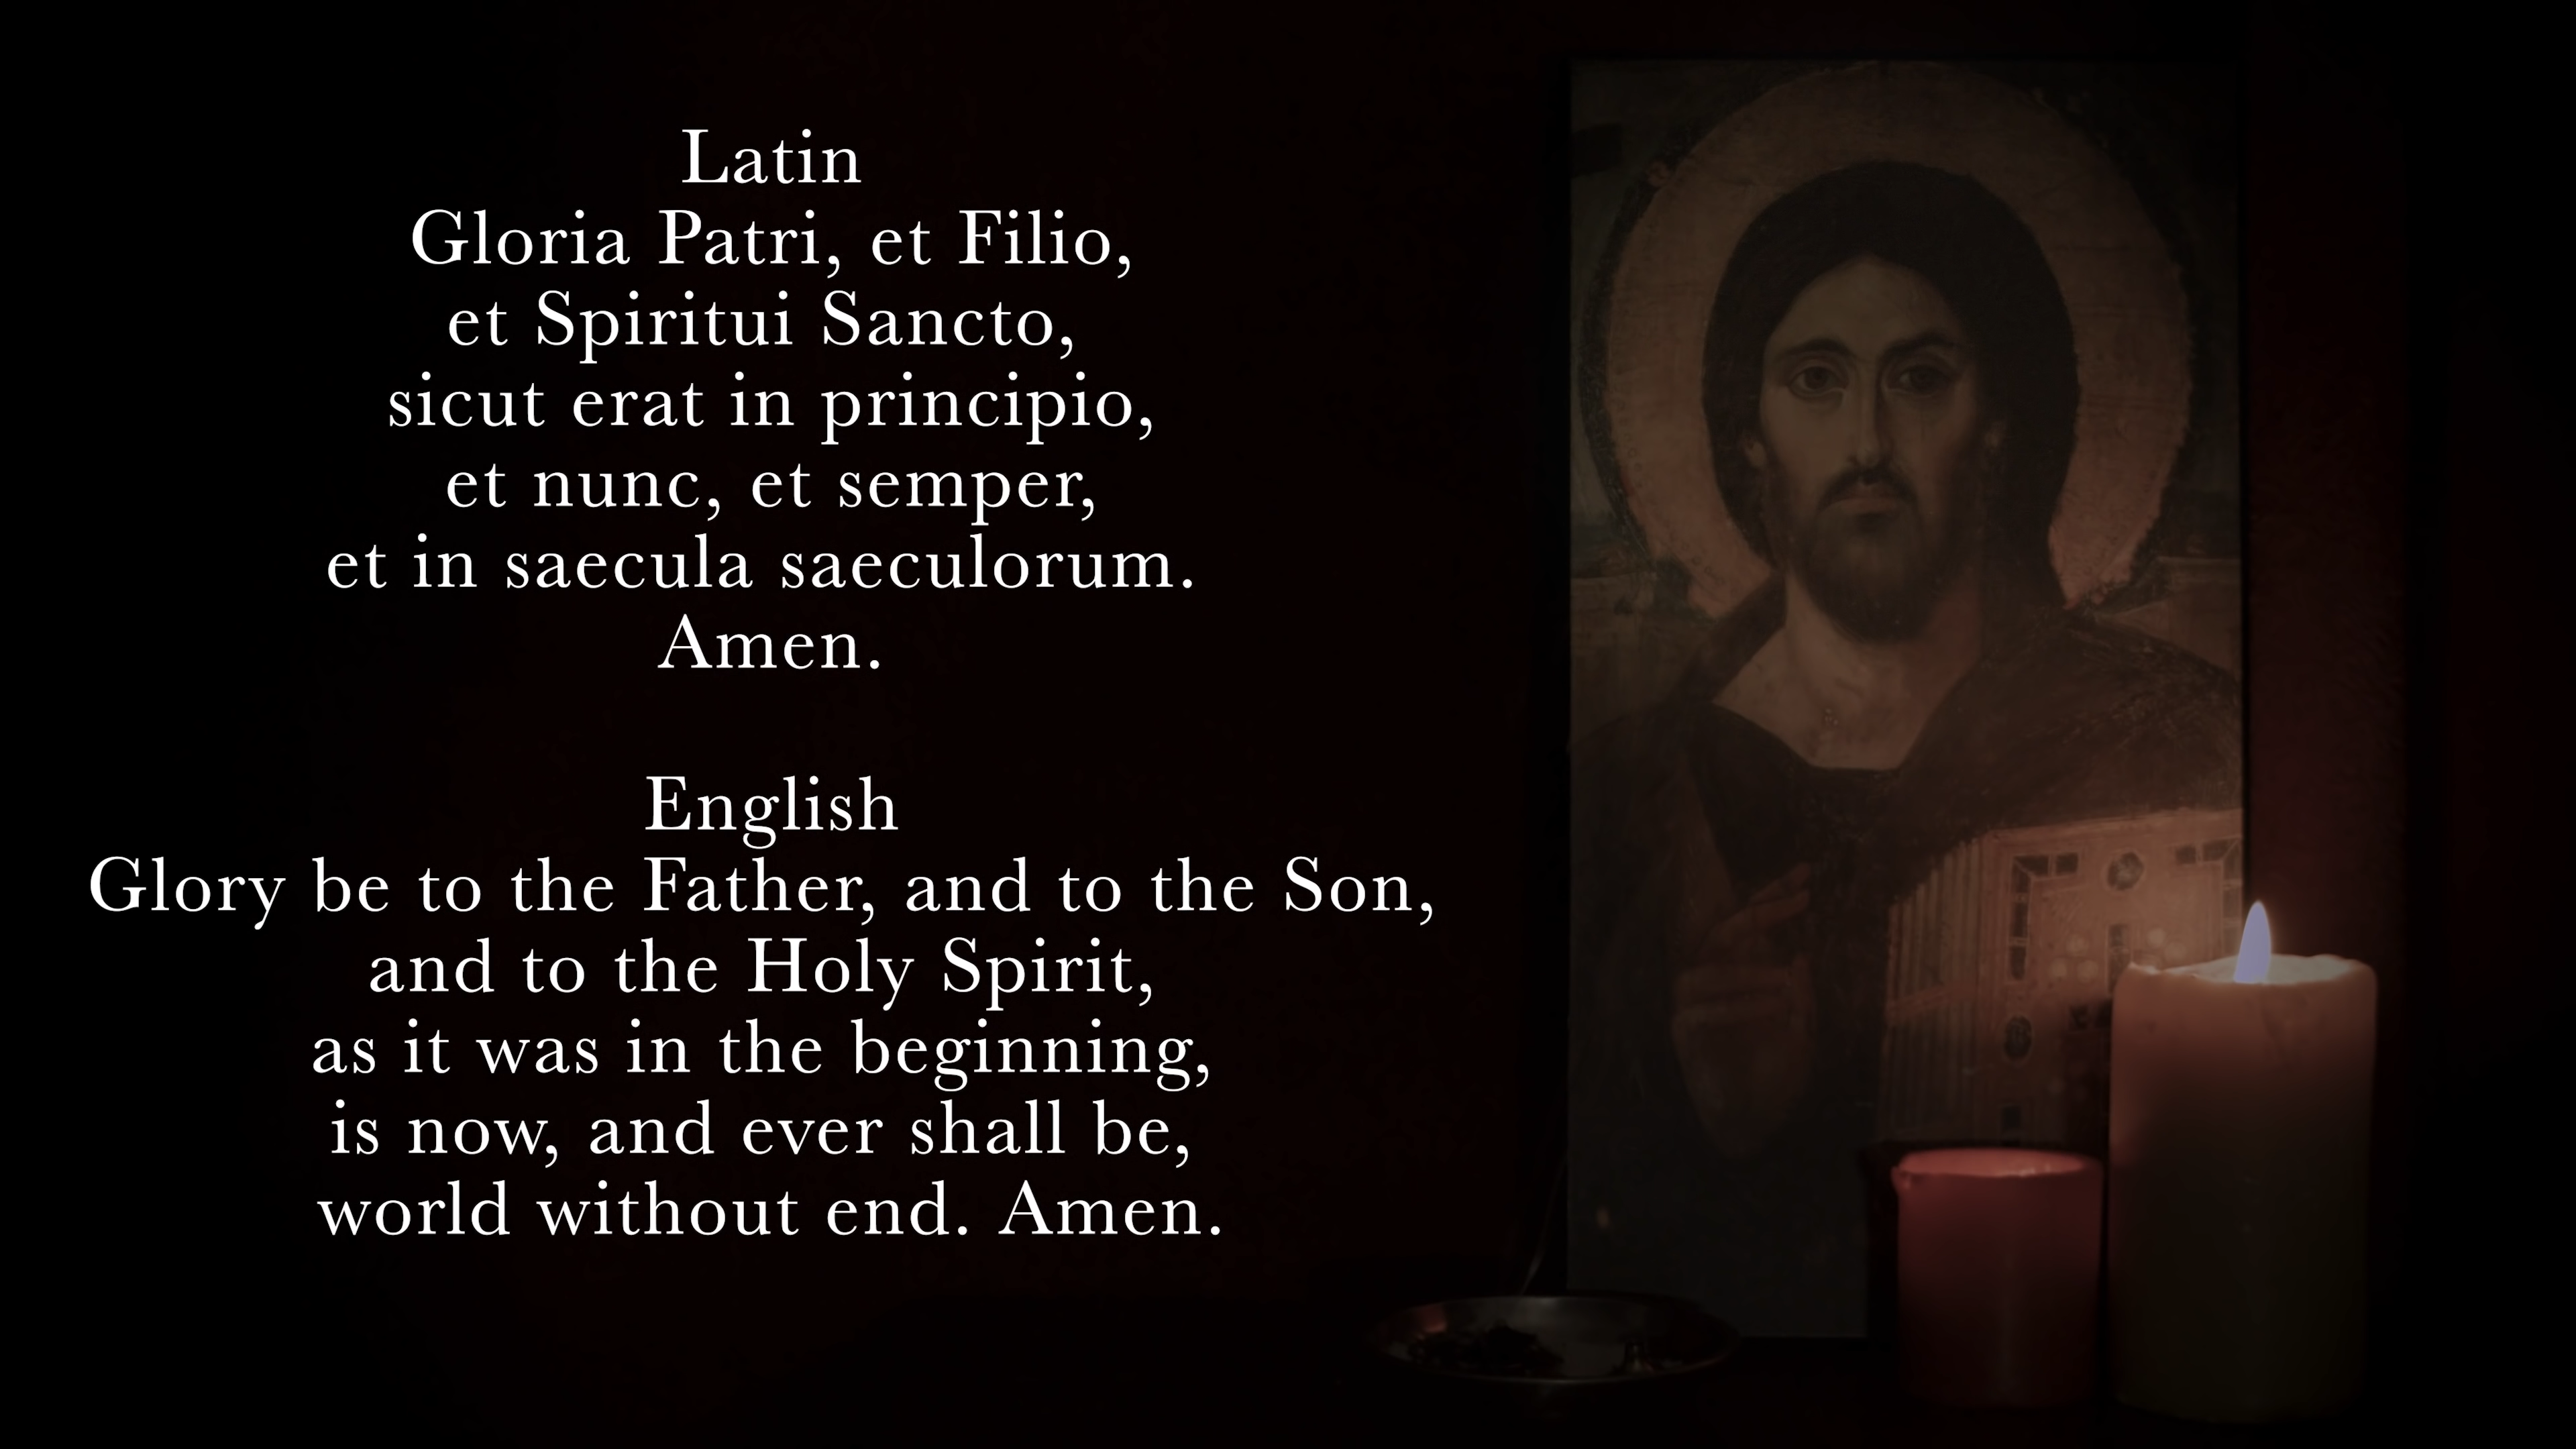 Latin
Gloria Patri, et Filio,
et Spiritui Sancto,
sicut erat in principio,
et nunc, et semper,
et in saecula saeculorum.
Amen.
English
Glory be to the Father, and to the Son,
and to the Holy Spirit,
as it was in the beginning,
is now, and ever shall be,
world without end. Amen.